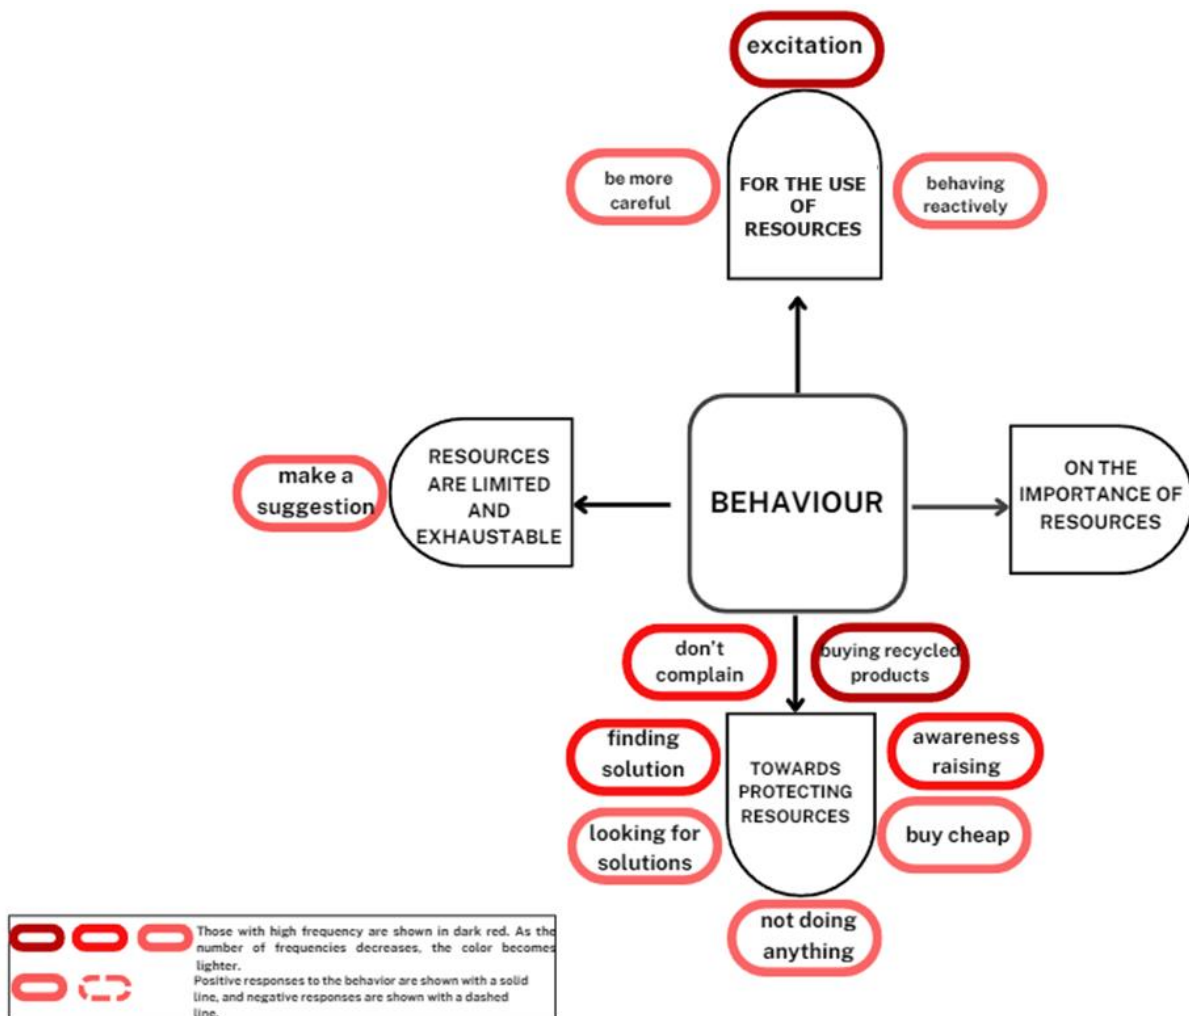 excitation
be more
careful
FOR THE USE
OF
RESOURCES
behaving
reactively
make a
suggestion
RESOURCES
ARE LIMITED
AND
EXHAUSTABLE
BEHAVIOUR
ON THE
IMPORTANCE OF
RESOURCES
don't
complain
buying recycled
products
finding
solution
TOWARDS
PROTECTING
RESOURCES
awareness
raising
looking for
solutions
buy cheap
not doing
anything
Those with high frequency are shown in dark red. As the
number of frequencies decreases, the color becomes
lighter.
Positive responses to the behavior are shown with a solid
line, and negative responses are shown with a dashed
line.